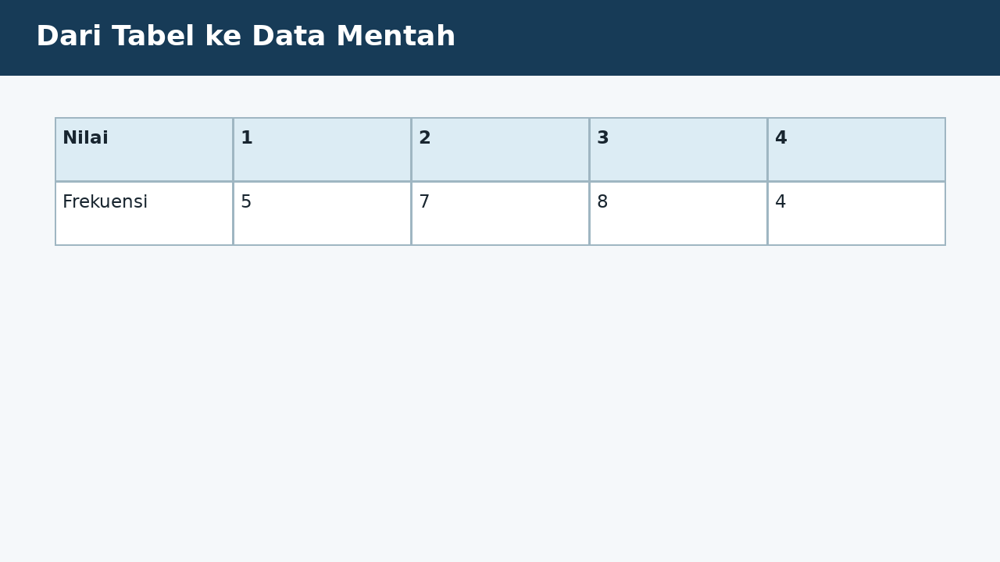 Dari Tabel ke Data Mentah
Nilai 1 2 3 4
Frekuensi 5 7 8 4